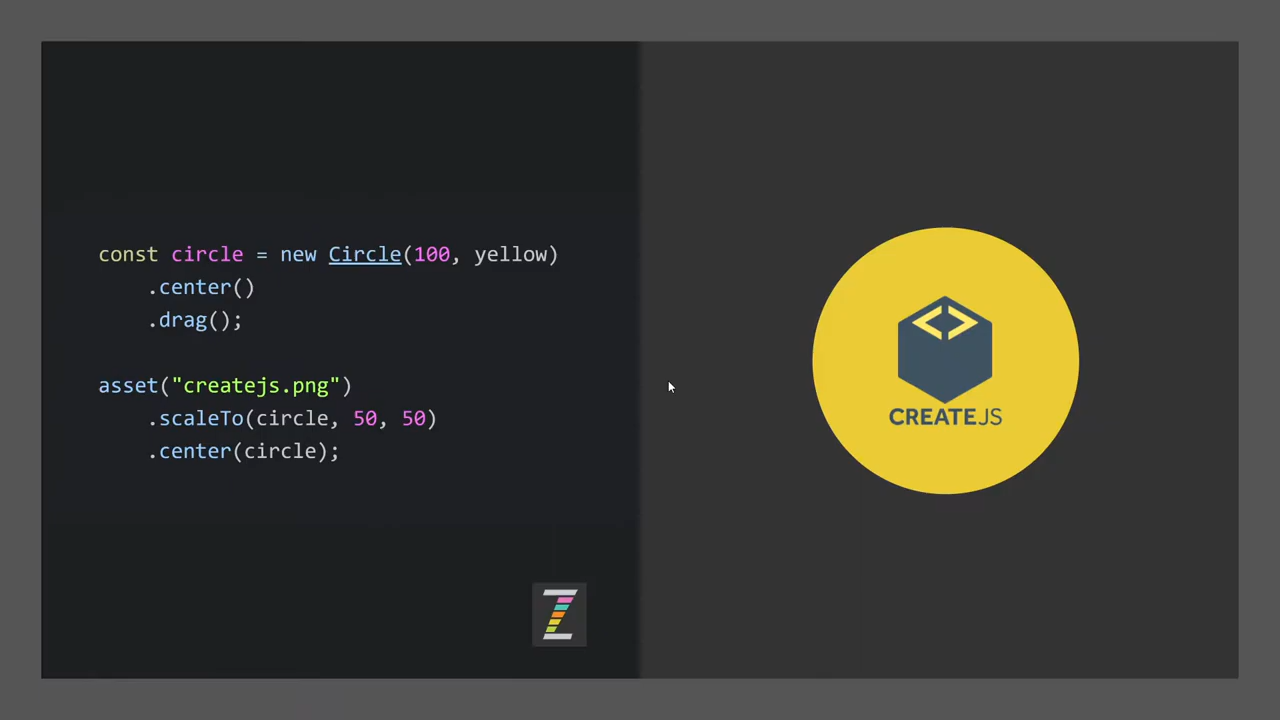 const circle = new Circle(100, yellow)
    .center()
    .drag();
asset("createjs.png")
    .scaleTo(circle, 50, 50)
    .center(circle);
CREATEJS